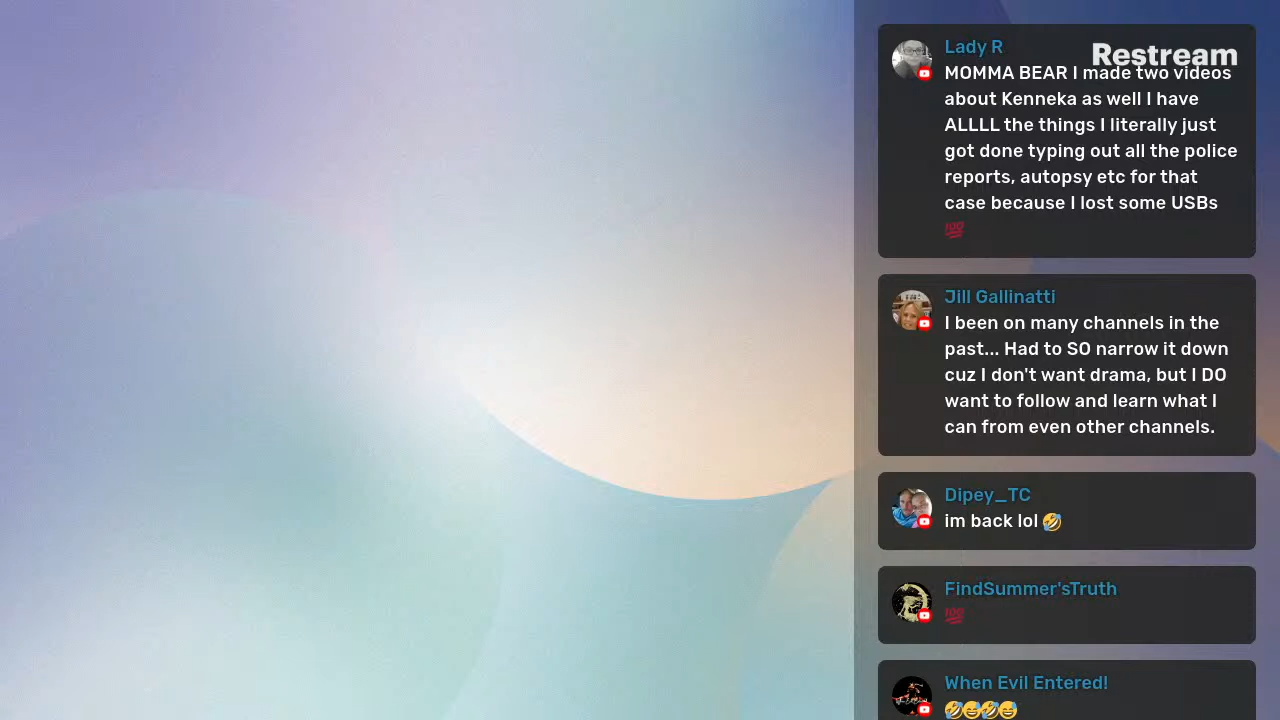 Lady R
Restream
MOMMA BEAR I made two videos
about Kenneka as well I have
ALLLL the things I literally just
got done typing out all the police
reports, autopsy etc for that
case because I lost some USBs
💯
Jill Gallinatti
I been on many channels in the
past... Had to SO narrow it down
cuz I don't want drama, but I DO
want to follow and learn what I
can from even other channels.
Dipey_TC
im back lol 🤣
FindSummer'sTruth
💯
When Evil Entered!
🤣😅🤣😅